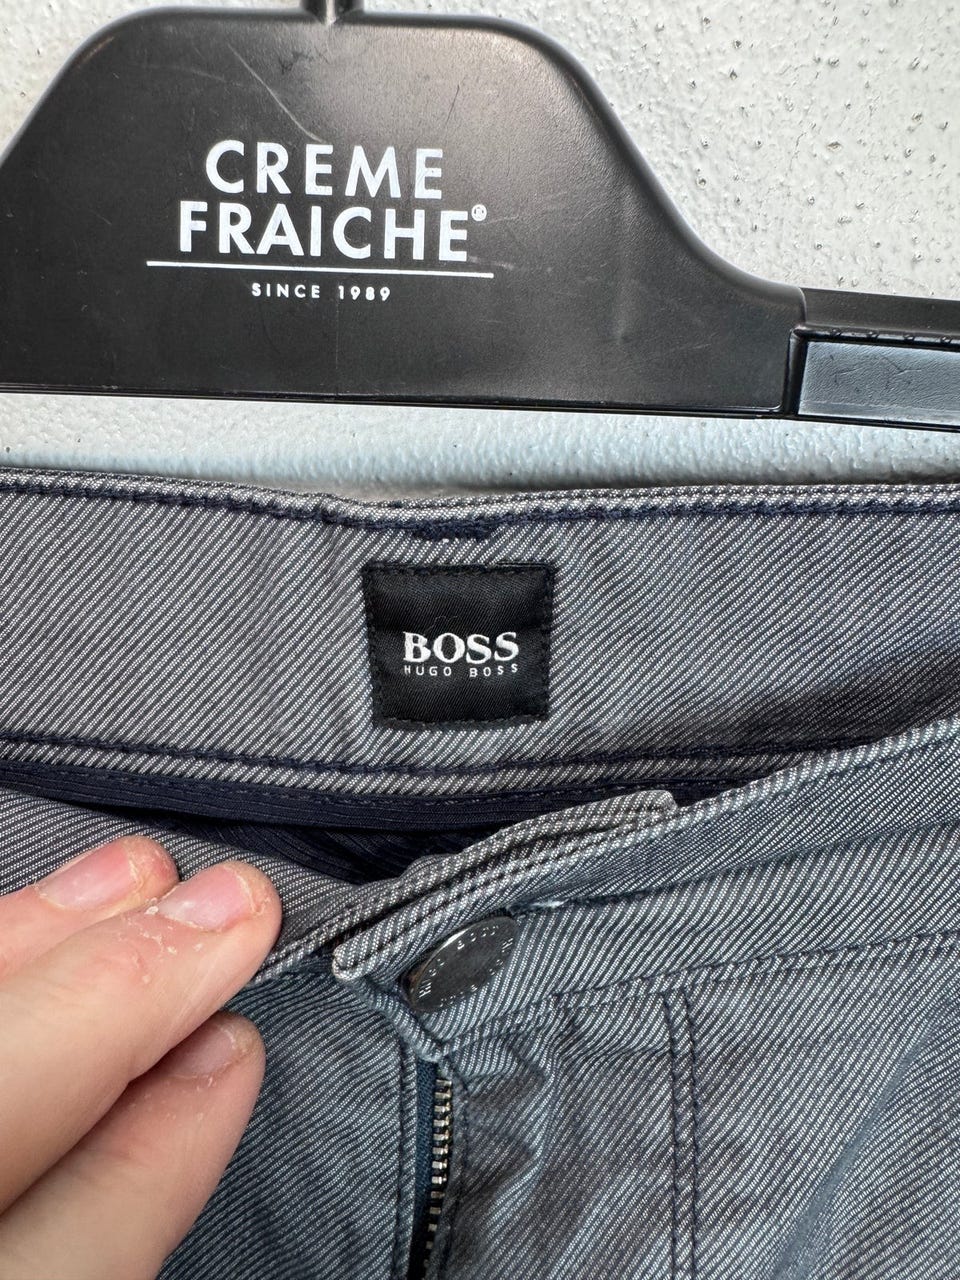 CREME
FRAICHE®
SINCE 1989
BOSS
HUGO BOSS